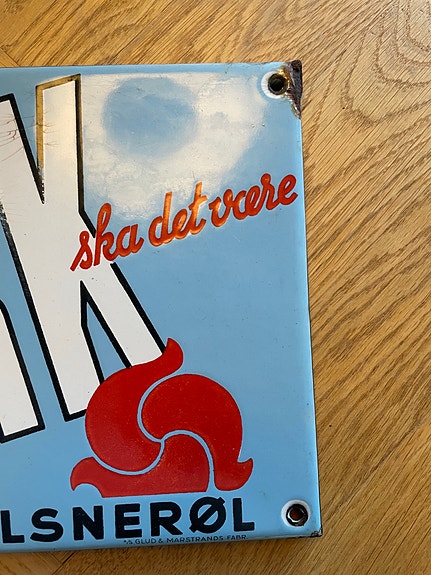 K
ska det være
LSNERØL
A/S GLUD & MARSTRANDS FABR.